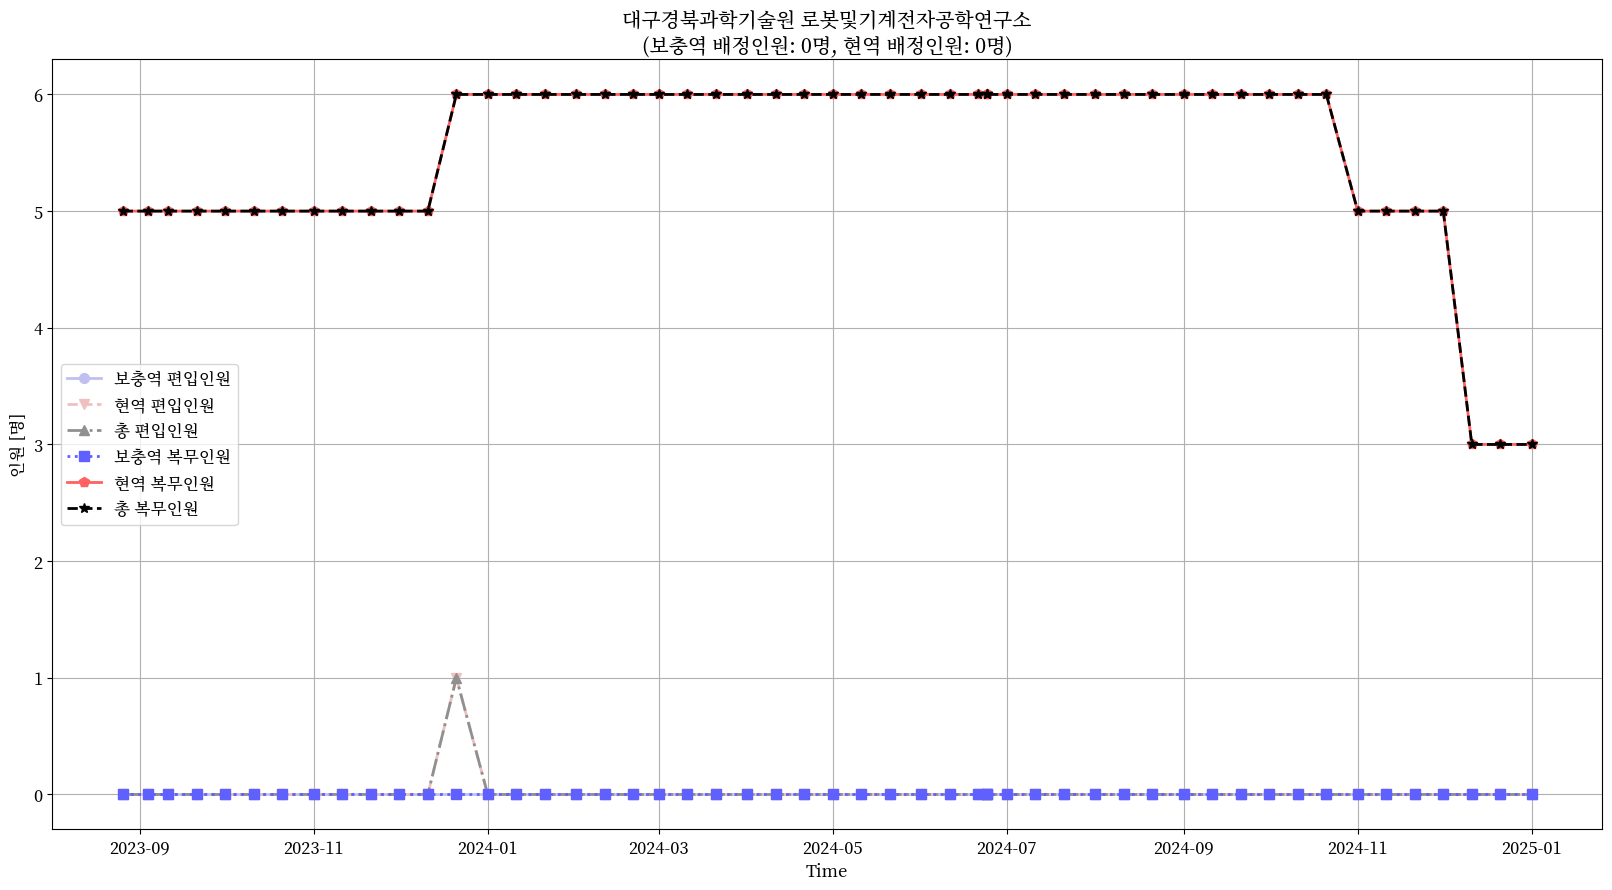 대구경북과학기술원 로봇및기계전자공학연구소
(보충역 배정인원: 0명, 현역 배정인원: 0명)
인원 [명]
6
5
4
3
2
1
0
보충역 편입인원
현역 편입인원
총 편입인원
보충역 복무인원
현역 복무인원
총 복무인원
2023-09
2023-11
2024-01
2024-03
2024-05
2024-07
2024-09
2024-11
2025-01
Time